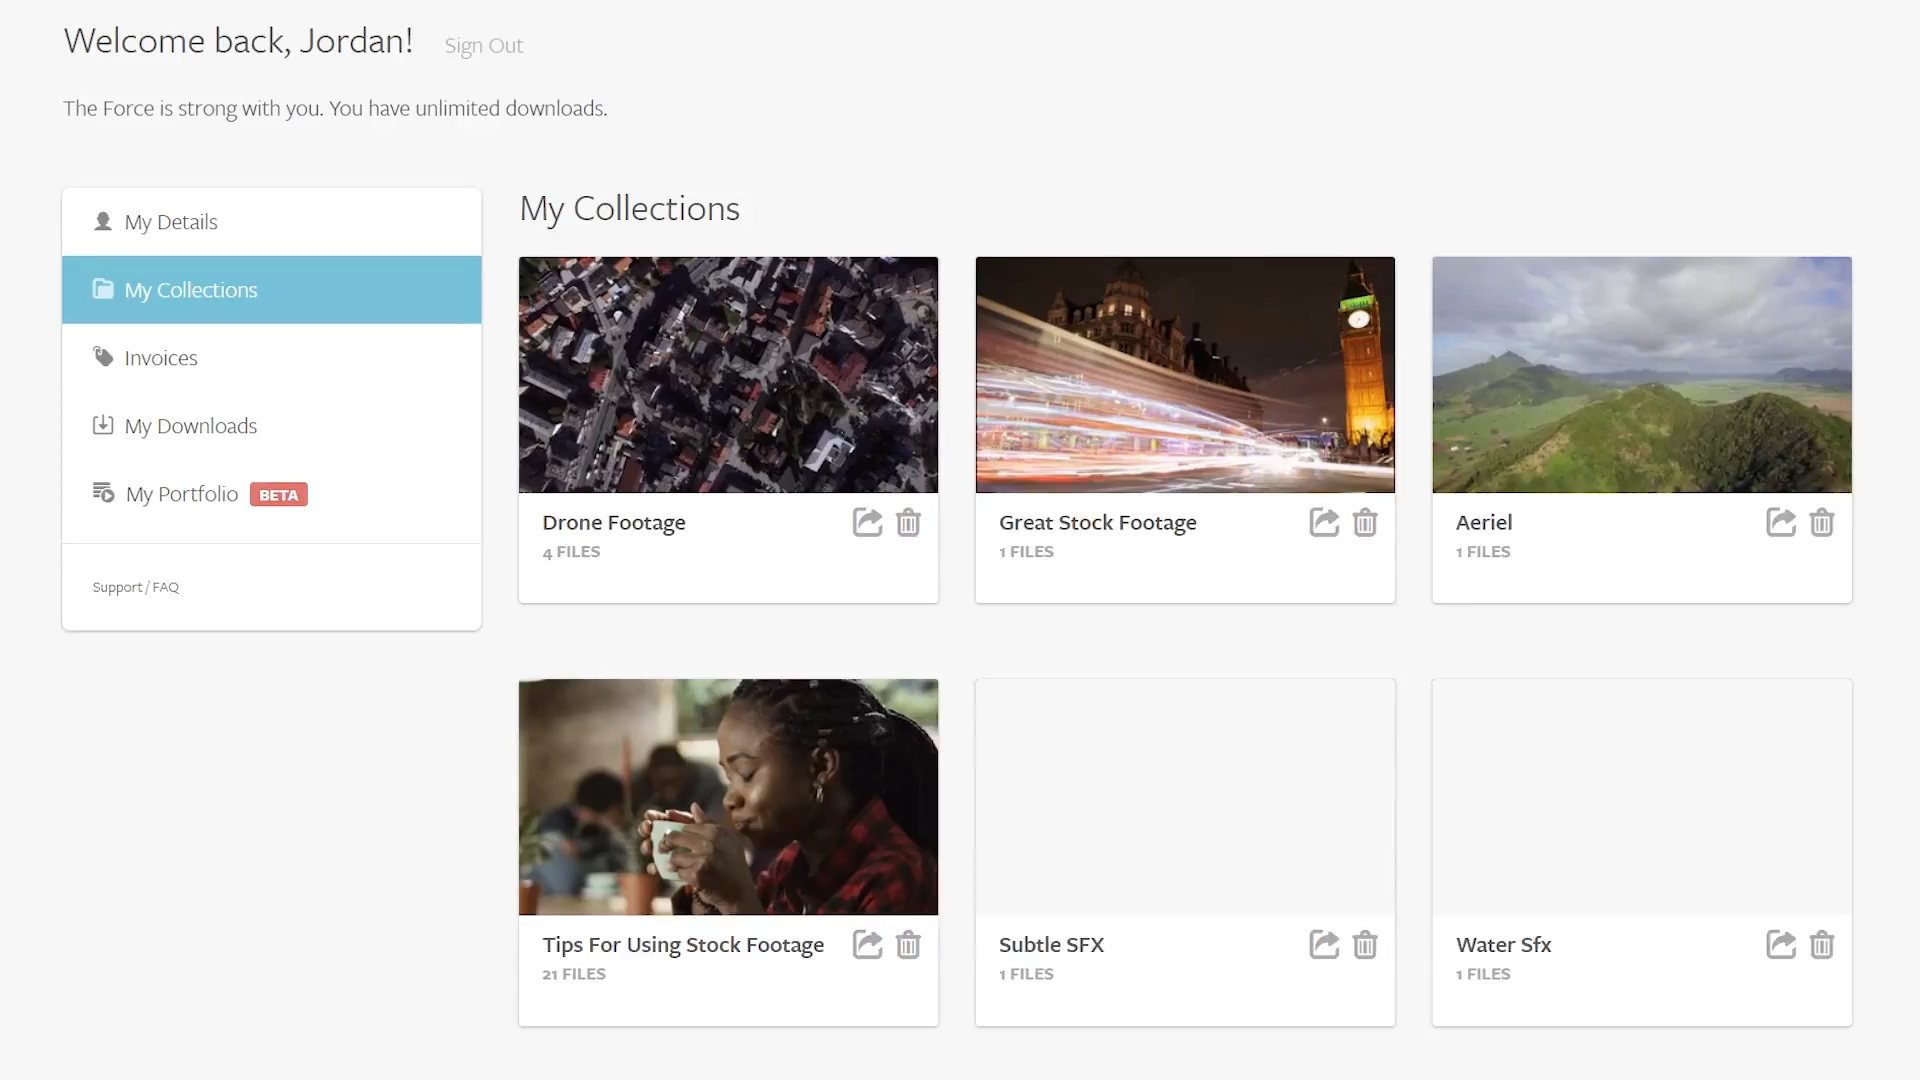 Welcome back, Jordan! Sign Out
The Force is strong with you. You have unlimited downloads.
My Details
My Collections
Invoices
My Downloads
My Portfolio BETA
Support / FAQ
My Collections
Drone Footage
4 FILES
Great Stock Footage
1 FILES
Aeriel
1 FILES
Tips For Using Stock Footage
21 FILES
Subtle SFX
1 FILES
Water Sfx
1 FILES